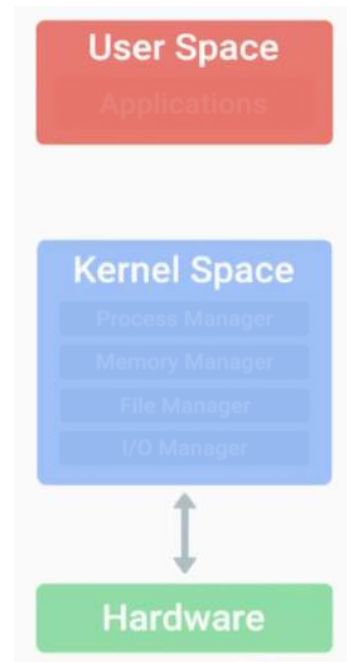 User Space
Applications
Kernel Space
Process Manager
Memory Manager
File Manager
I/O Manager
Hardware